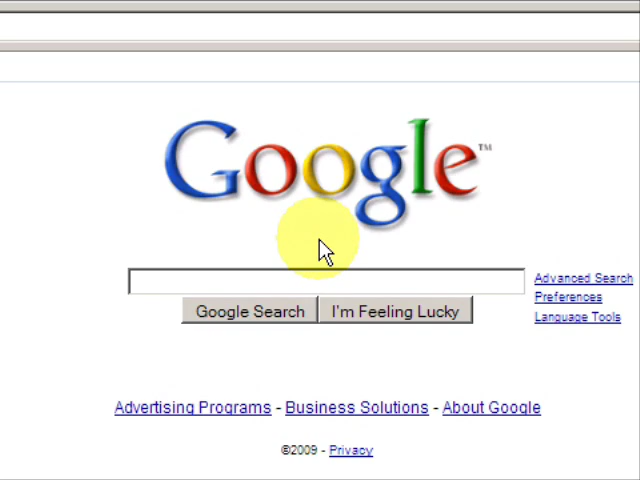 Google™
Advanced Search
Preferences
Language Tools
Google Search I'm Feeling Lucky
Advertising Programs - Business Solutions - About Google
©2009 - Privacy